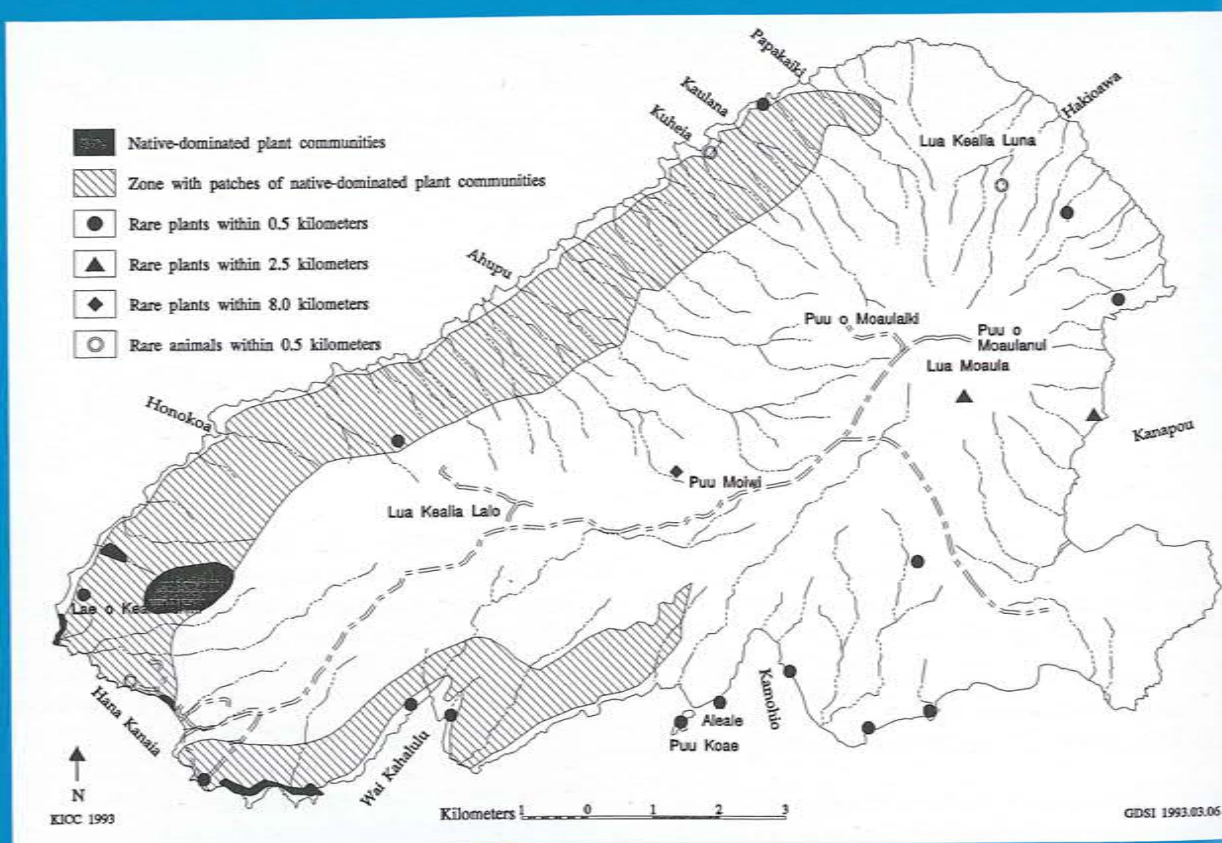 Papakaiki
Kaulana
Kuheia
Hakioawa
Native-dominated plant communities
Lua Kealia Luna
Zone with patches of native-dominated plant communities
Rare plants within 0.5 kilometers
Rare plants within 2.5 kilometers
Ahupu
Rare plants within 8.0 kilometers
Puu o Moaulaiki
Puu o
Moaulanui
Rare animals within 0.5 kilometers
Lua Moaula
Honokoa
Kanapou
Puu Moiwi
Lua Kealia Lalo
Lae o
Hana Kanaia
Wai Kahalulu
Kamohio
Aleale
Puu Koae
N
KICC 1993
Kilometers 1 0 1 2 3
GDSI 1993.03.06